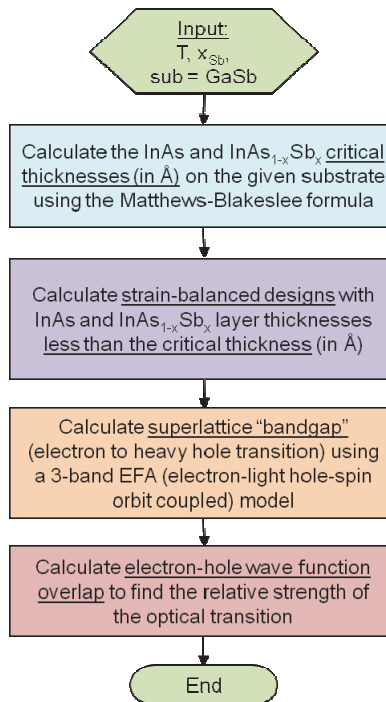 Input:
T, xSb,
sub = GaSb
Calculate the InAs and InAs1-xSbx critical
thicknesses (in Å) on the given substrate
using the Matthews-Blakeslee formula
Calculate strain-balanced designs with
InAs and InAs1-xSbx layer thicknesses
less than the critical thickness (in Å)
Calculate superlattice “bandgap”
(electron to heavy hole transition) using
a 3-band EFA (electron-light hole-spin
orbit coupled) model
Calculate electron-hole wave function
overlap to find the relative strength of
the optical transition
End